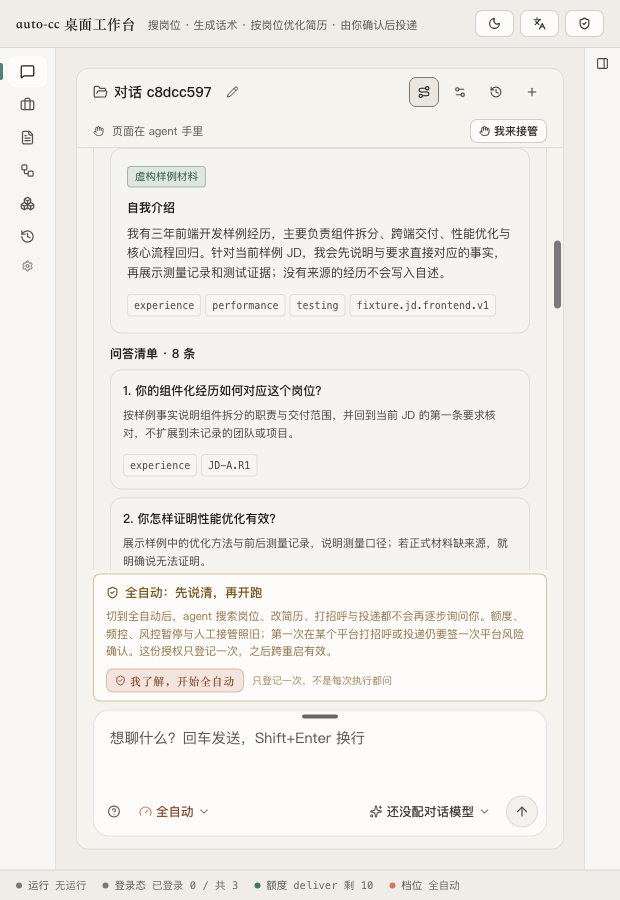 auto-cc 桌面工作台 搜岗位 · 生成话术 · 按岗位优化简历 · 由你确认后投递
对话 c8dcc597
页面在 agent 手里
我来接管
虚构样例材料
自我介绍
我有三年前端开发样例经历，主要负责组件拆分、跨端交付、性能优化与
核心流程回归。针对当前样例 JD，我会先说明与要求直接对应的事实，
再展示测量记录和测试证据；没有来源的经历不会写入自述。
experience performance testing fixture.jd.frontend.v1
问答清单 · 8 条
1. 你的组件化经历如何对应这个岗位?
按样例事实说明组件拆分的职责与交付范围，并回到当前 JD 的第一条要求核
对，不扩展到未记录的团队或项目。
experience JD-A.R1
2. 你怎样证明性能优化有效?
展示样例中的优化方法与前后测量记录，说明测量口径；若正式材料缺来源，就
明确说无法证明。
全自动：先说清，再开跑
切到全自动后，agent 搜索岗位、改简历、打招呼与投递都不会再逐步询问你。额度、
频控、风控暂停与人工接管照旧；第一次在某个平台打招呼或投递仍要签一次平台风险
确认。这份授权只登记一次，之后跨重启有效。
我了解，开始全自动 只登记一次，不是每次执行都问
想聊什么？回车发送，Shift+Enter 换行
全自动 还没配对话模型
运行 无运行 登录态 已登录 0 / 共 3 额度 deliver 剩 10 档位 全自动